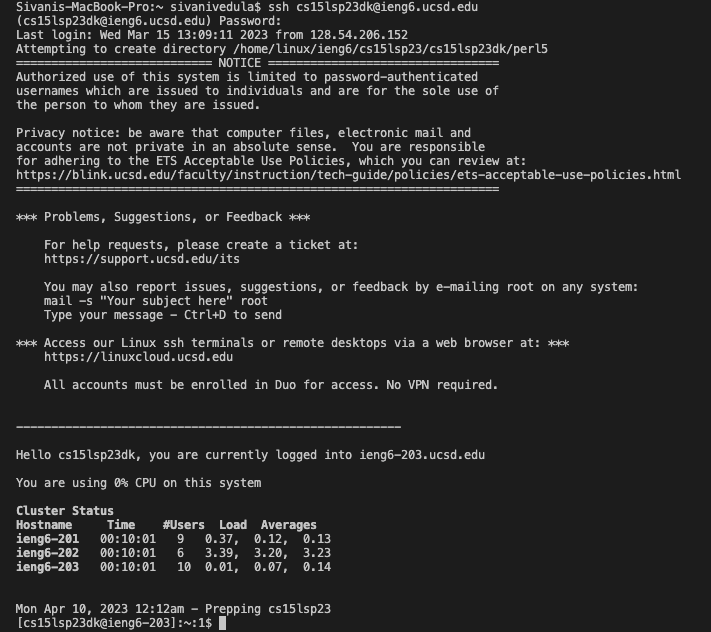 Sivanis-MacBook-Pro:~ sivanivedula$ ssh cs15lsp23dk@ieng6.ucsd.edu
(cs15lsp23dk@ieng6.ucsd.edu) Password:
Last login: Wed Mar 15 13:09:11 2023 from 128.54.206.152
Attempting to create directory /home/linux/ieng6/cs15lsp23/cs15lsp23dk/perl5
============================ NOTICE =================================
Authorized use of this system is limited to password-authenticated
usernames which are issued to individuals and are for the sole use of
the person to whom they are issued.
Privacy notice: be aware that computer files, electronic mail and
accounts are not private in an absolute sense.  You are responsible
for adhering to the ETS Acceptable Use Policies, which you can review at:
https://blink.ucsd.edu/faculty/instruction/tech-guide/policies/ets-acceptable-use-policies.html
=====================================================================
*** Problems, Suggestions, or Feedback ***
For help requests, please create a ticket at:
https://support.ucsd.edu/its
You may also report issues, suggestions, or feedback by e-mailing root on any system:
mail -s "Your subject here" root
Type your message - Ctrl+D to send
*** Access our Linux ssh terminals or remote desktops via a web browser at: ***
https://linuxcloud.ucsd.edu
All accounts must be enrolled in Duo for access. No VPN required.
-------------------------------------------------------
Hello cs15lsp23dk, you are currently logged into ieng6-203.ucsd.edu
You are using 0% CPU on this system
Cluster Status
Hostname     Time    #Users  Load  Averages
ieng6-201   00:10:01   9   0.37,  0.12,  0.13
ieng6-202   00:10:01   6   3.39,  3.20,  3.23
ieng6-203   00:10:01   10  0.01,  0.07,  0.14
Mon Apr 10, 2023 12:12am - Prepping cs15lsp23
[cs15lsp23dk@ieng6-203]:~:1$